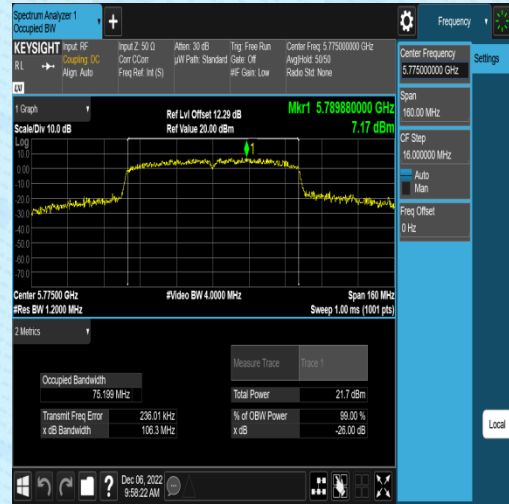 Spectrum Analyzer 1
Occupied BW
Frequency
KEYSIGHT
RL
LXI
Input: RF
Coupling: DC
Align: Auto
Input Z: 50 Ω
Corr CCorr
Freq Ref: Int (S)
Atten: 30 dB
µW Path: Standard
Trig: Free Run
Gate: Off
#IF Gain: Low
Center Freq: 5.775000000 GHz
Avg|Hold: 50/50
Radio Std: None
Center Frequency
5.775000000 GHz
Settings
Span
160.00 MHz
CF Step
16.000000 MHz
Auto
Man
Freq Offset
0 Hz
Local
1 Graph
Scale/Div 10.0 dB
Ref Lvl Offset 12.29 dB
Ref Value 20.00 dBm
Mkr1 5.789880000 GHz
7.17 dBm
Log
10.0
0.00
-10.0
-20.0
-30.0
-40.0
-50.0
-60.0
-70.0
1
Center 5.77500 GHz
#Res BW 1.2000 MHz
#Video BW 4.0000 MHz
Span 160 MHz
Sweep 1.00 ms (1001 pts)
2 Metrics
Measure Trace
Trace 1
Occupied Bandwidth
75.199 MHz
Total Power
21.7 dBm
Transmit Freq Error
236.01 kHz
% of OBW Power
99.00 %
x dB Bandwidth
106.3 MHz
x dB
-26.00 dB
Dec 06, 2022
9:58:22 AM